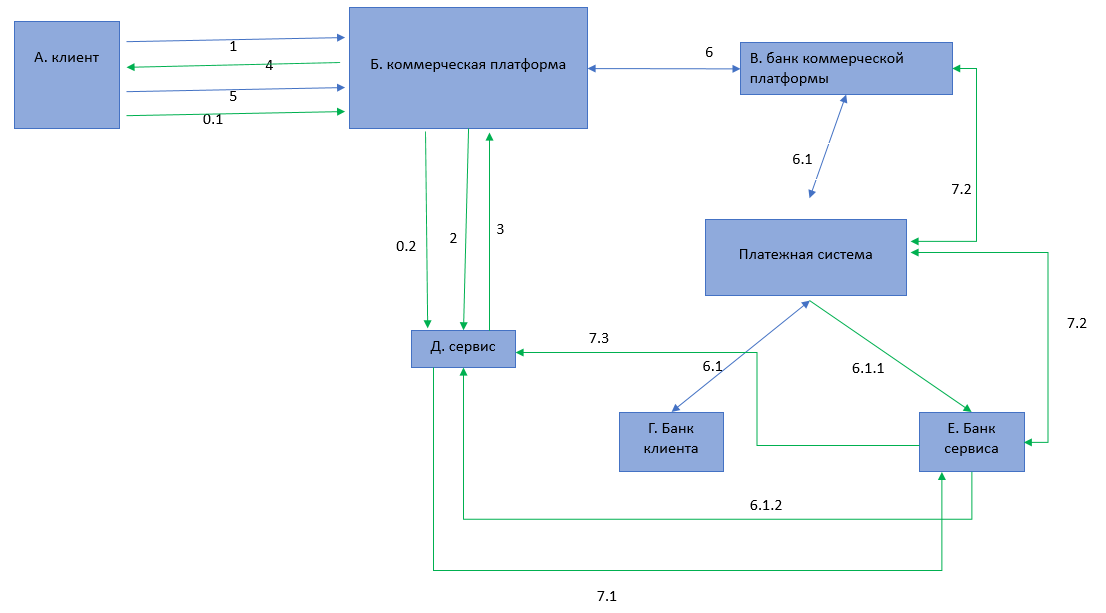 А. клиент
1
4
5
0.1
Б. коммерческая платформа
6
В. банк коммерческой
платформы
6.1
7.2
0.2
2
3
Платежная система
7.2
Д. сервис
7.3
6.1
6.1.1
Г. Банк
клиента
Е. Банк
сервиса
6.1.2
7.1